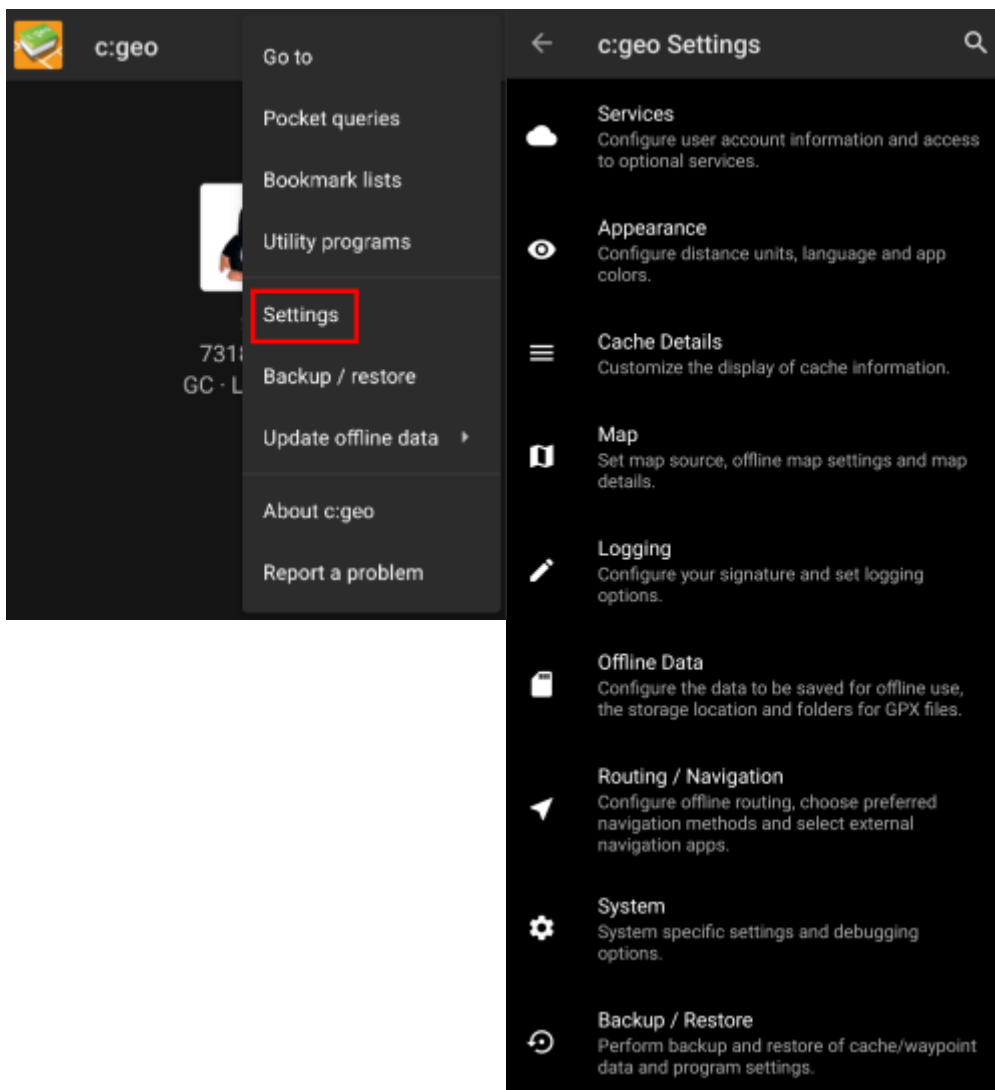 c:geo
Go to
Pocket queries
Bookmark lists
Utility programs
Settings
7318
GC · L
Backup / restore
Update offline data
About c:geo
Report a problem
c:geo Settings
Services
Configure user account information and access
to optional services.
Appearance
Configure distance units, language and app
colors.
Cache Details
Customize the display of cache information.
Map
Set map source, offline map settings and map
details.
Logging
Configure your signature and set logging
options.
Offline Data
Configure the data to be saved for offline use,
the storage location and folders for GPX files.
Routing / Navigation
Configure offline routing, choose preferred
navigation methods and select external
navigation apps.
System
System specific settings and debugging
options.
Backup / Restore
Perform backup and restore of cache/waypoint
data and program settings.